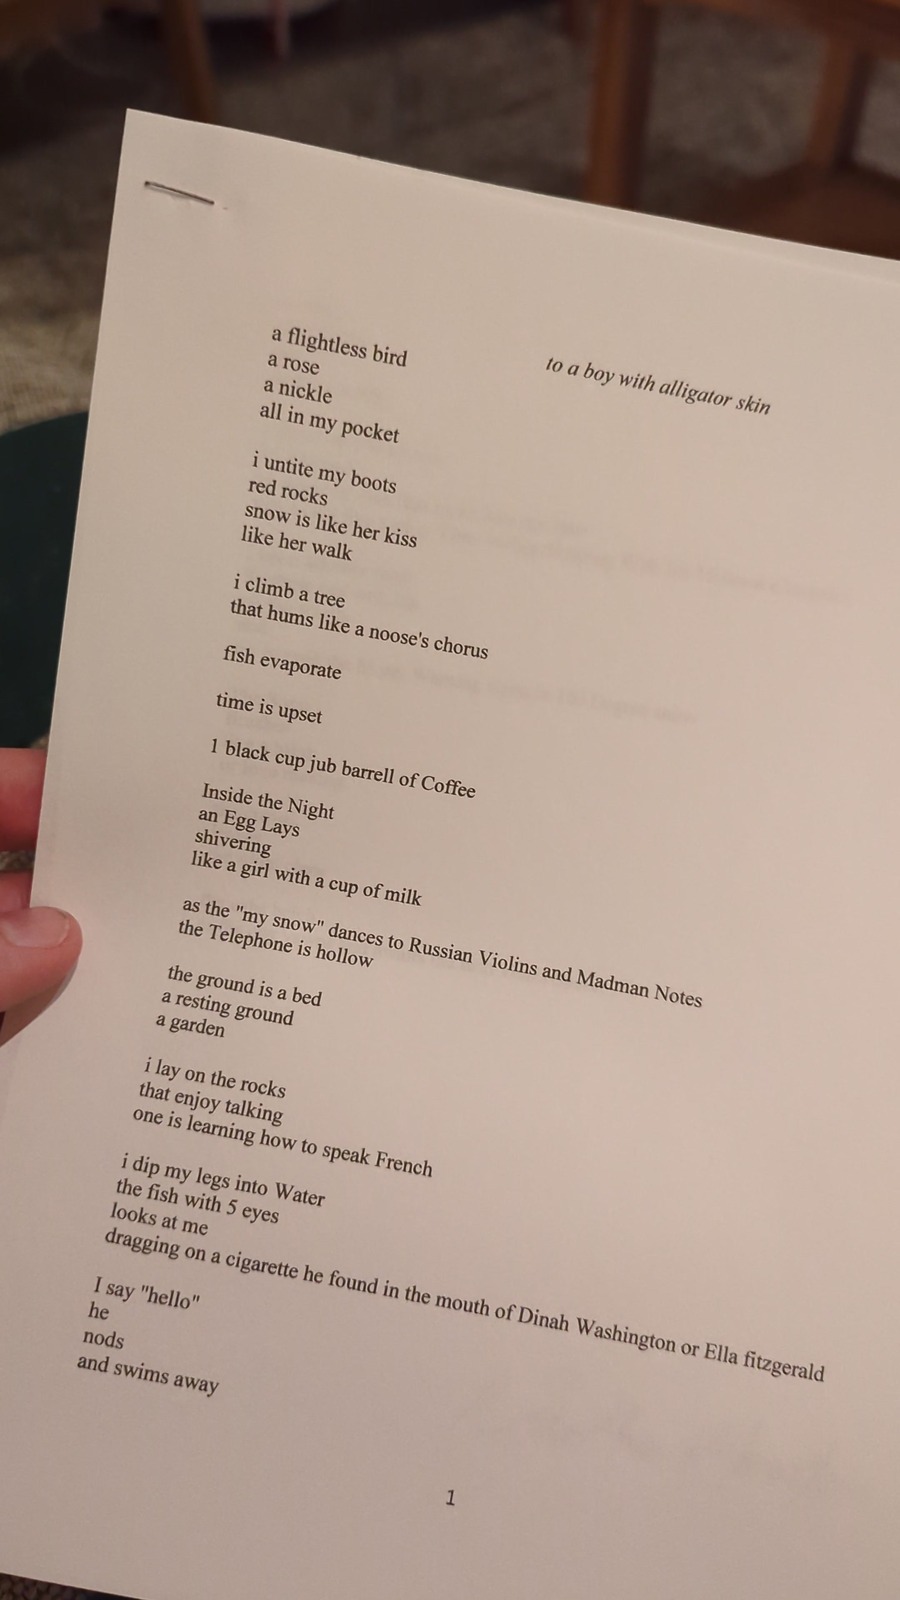 to a boy with alligator skin
a flightless bird
a rose
a nickle
all in my pocket
i untite my boots
red rocks
snow is like her kiss
like her walk
i climb a tree
that hums like a noose's chorus
fish evaporate
time is upset
1 black cup jub barrell of Coffee
Inside the Night
an Egg Lays
shivering
like a girl with a cup of milk
as the "my snow" dances to Russian Violins and Madman Notes
the Telephone is hollow
the ground is a bed
a resting ground
a garden
i lay on the rocks
that enjoy talking
one is learning how to speak French
i dip my legs into Water
the fish with 5 eyes
looks at me
dragging on a cigarette he found in the mouth of Dinah Washington or Ella fitzgerald
I say "hello"
he
nods
and swims away
1